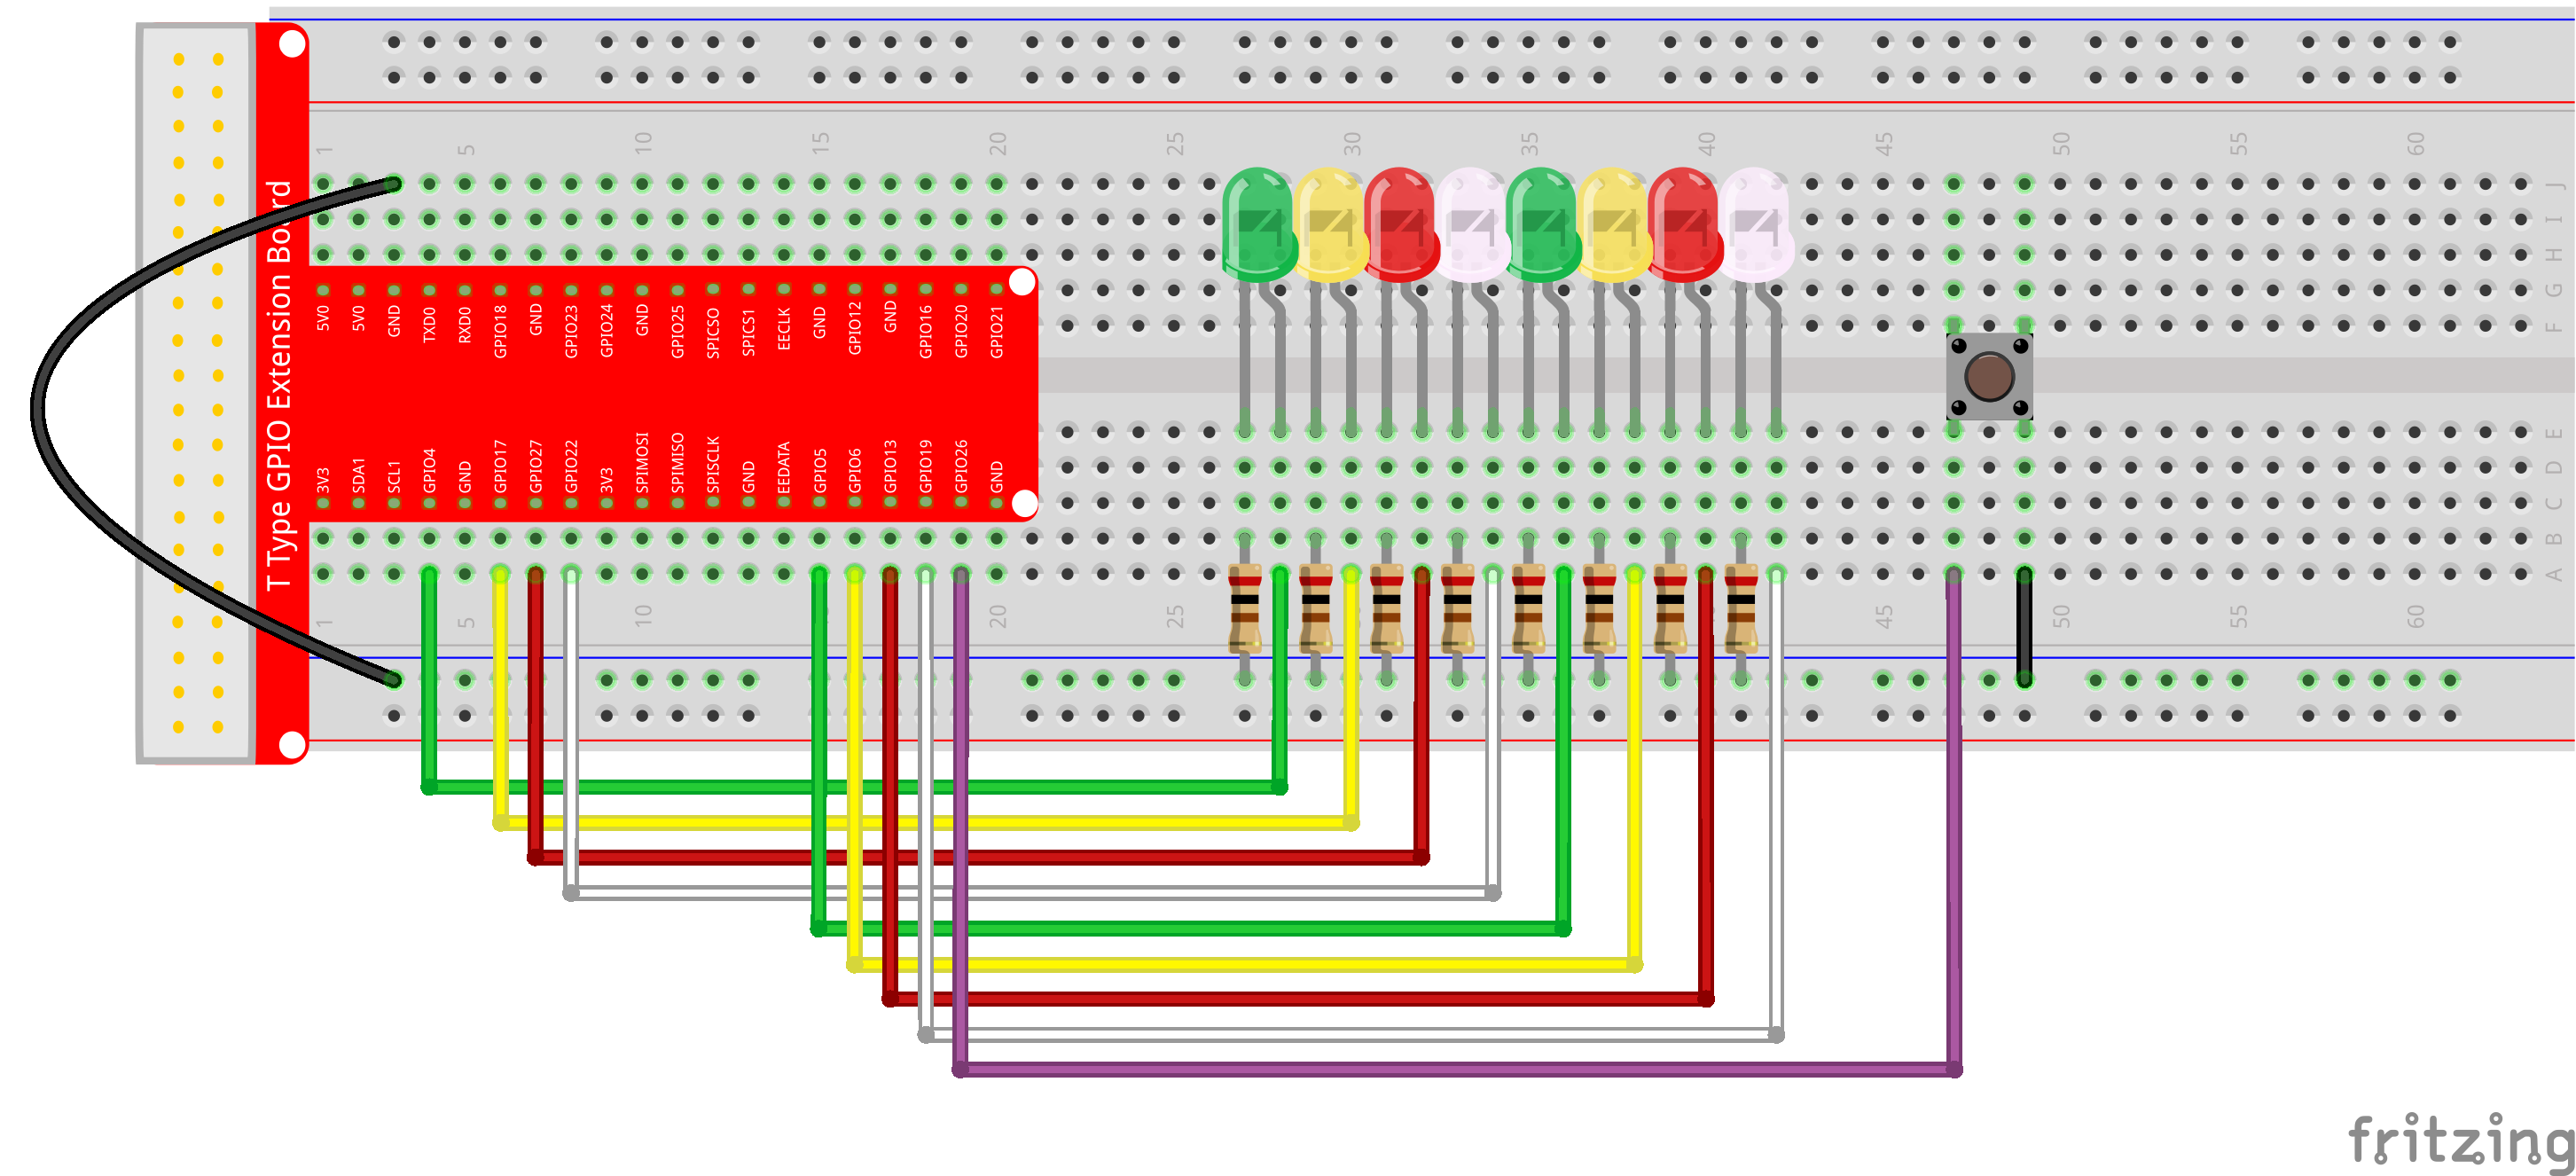 1 5 10 15 20 25 30 35 40 45 50 55 60
J
I
H
G
F
T Type GPIO Extension Board
5V0 5V0 GND TXD0 RXD0 GPIO18 GND GPIO23 GPIO24 GND GPIO25 SPICSO SPICS1 EECLK GND GPIO12 GND GPIO16 GPIO20 GPIO21
3V3 SDA1 SCL1 GPIO4 GND GPIO17 GPIO27 GPIO22 3V3 SPIMOSI SPIMISO SPISCLK GND EEDATA GPIO5 GPIO6 GPIO13 GPIO19 GPIO26 GND
E
D
C
B
A
1 5 10 20 25 45 50 55 60
fritzing